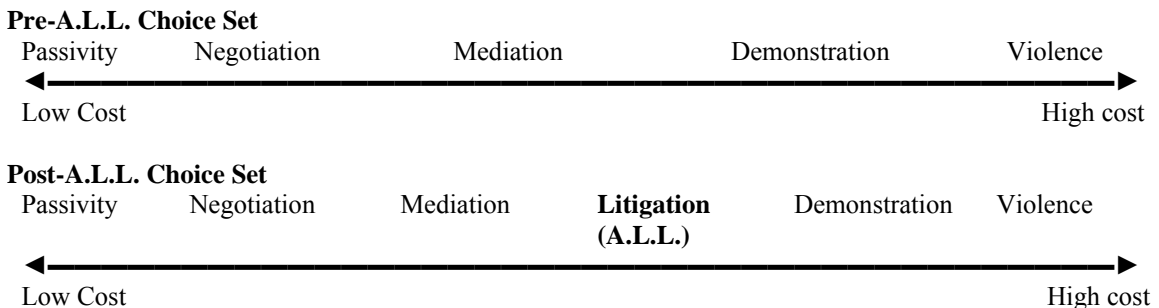 Pre-A.L.L. Choice Set
Passivity Negotiation Mediation Demonstration Violence
Low Cost High cost
Post-A.L.L. Choice Set
Passivity Negotiation Mediation Litigation Demonstration Violence
(A.L.L.)
Low Cost High cost